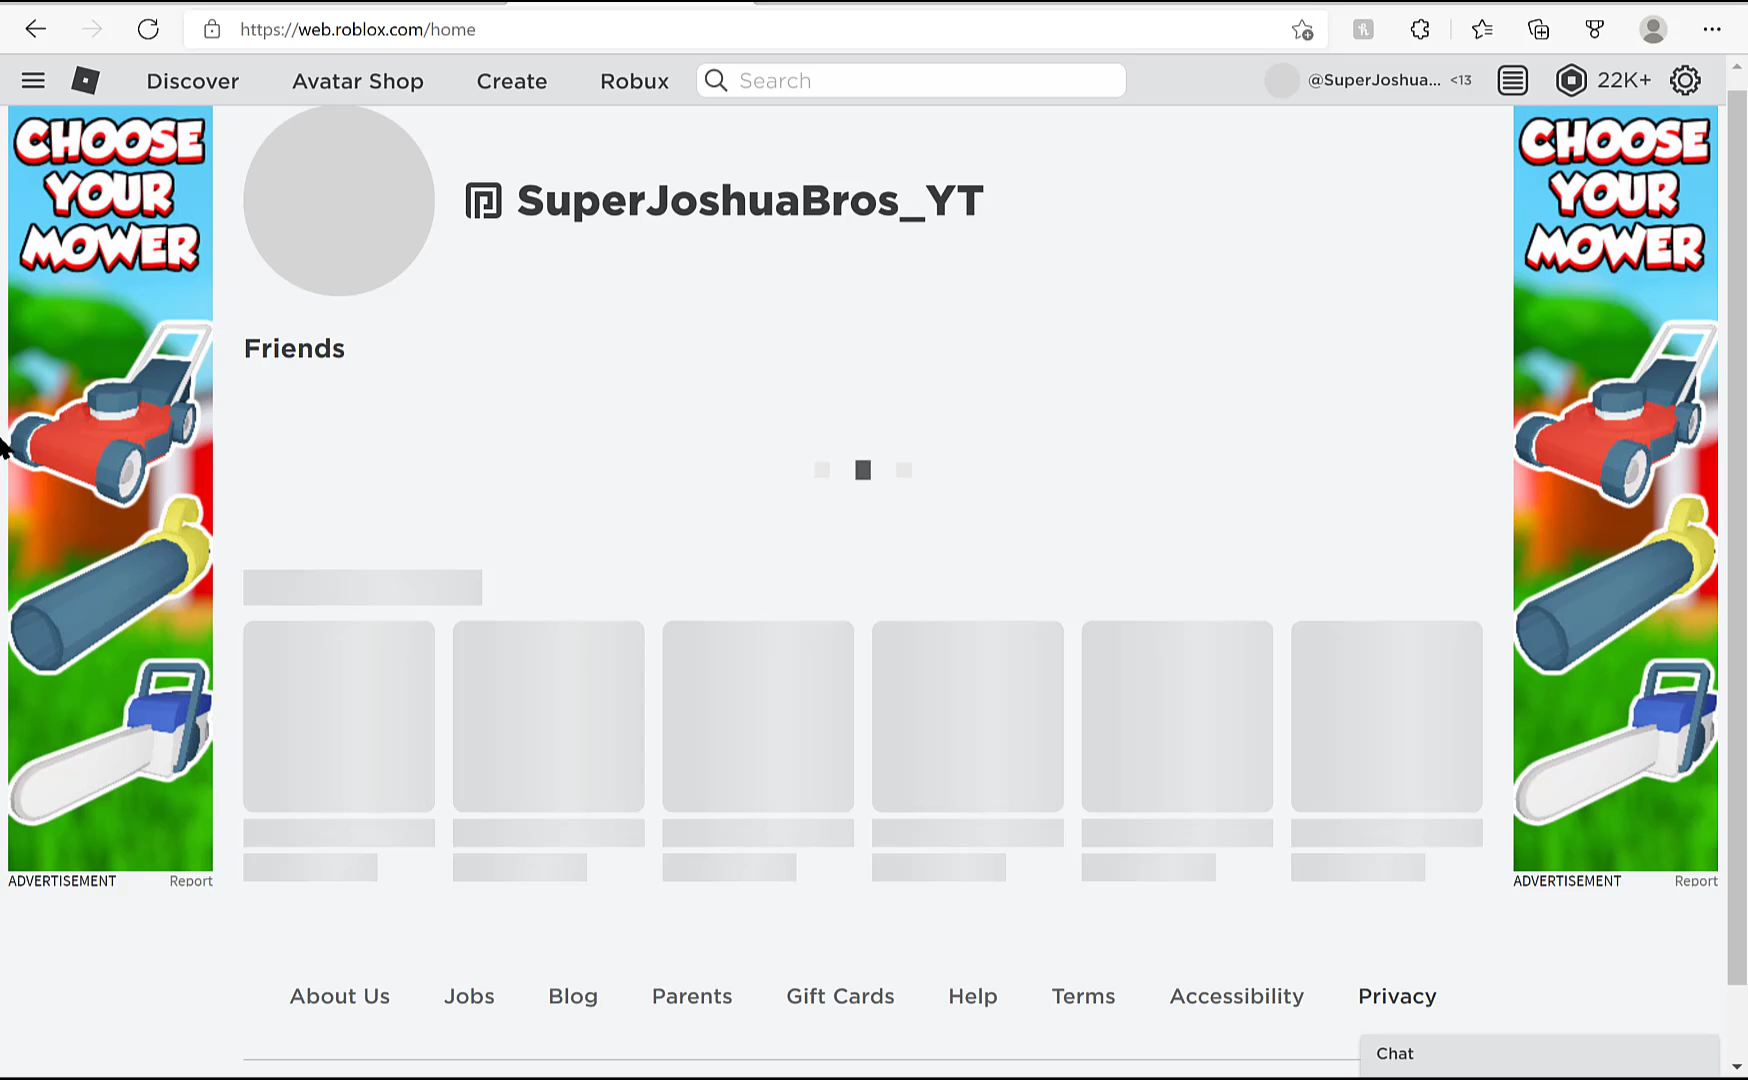 https://web.roblox.com/home
Discover
Avatar Shop
Create
Robux
Search
@SuperJoshua... <13
22K+
CHOOSE
YOUR
MOWER
SuperJoshuaBros_YT
CHOOSE
YOUR
MOWER
Friends
ADVERTISEMENT Report
ADVERTISEMENT Report
About Us
Jobs
Blog
Parents
Gift Cards
Help
Terms
Accessibility
Privacy
Chat